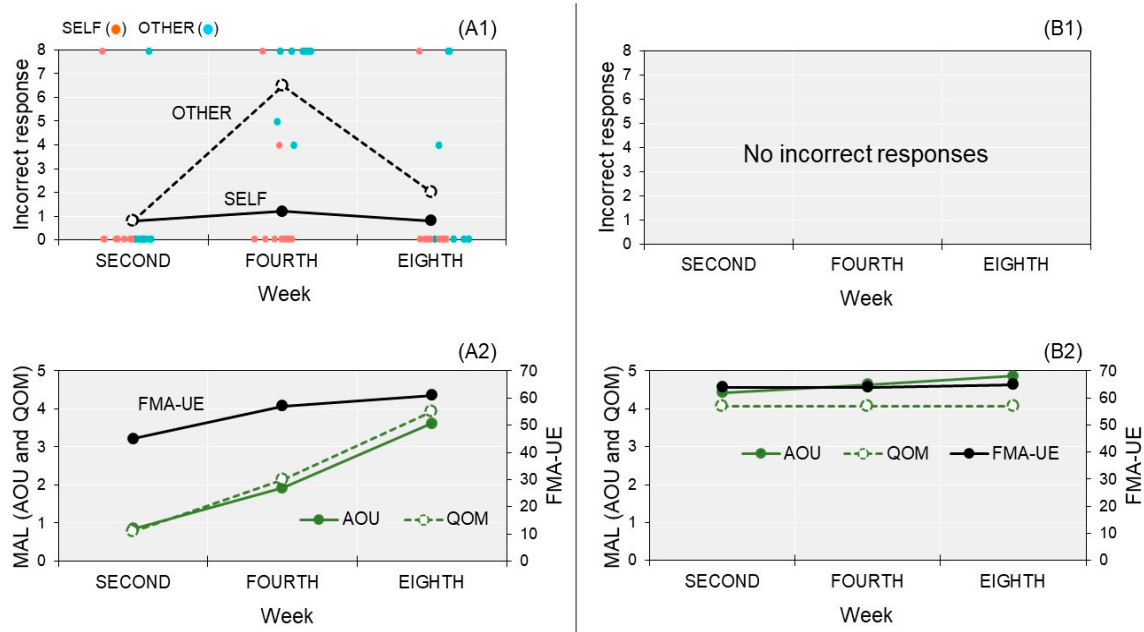 SELF (●) OTHER (●)
(A1)
Incorrect response
8
7
6
5
4
3
2
1
0
OTHER
SELF
SECOND FOURTH EIGHTH
Week
(B1)
Incorrect response
8
7
6
5
4
3
2
1
0
No incorrect responses
SECOND FOURTH EIGHTH
Week
(A2)
MAL (AOU and QOM)
5
4
3
2
1
0
FMA-UE
AOU QOM
70
60
50
40
30
20
10
0
FMA-UE
SECOND FOURTH EIGHTH
Week
(B2)
MAL (AOU and QOM)
5
4
3
2
1
0
AOU QOM FMA-UE
70
60
50
40
30
20
10
0
FMA-UE
SECOND FOURTH EIGHTH
Week